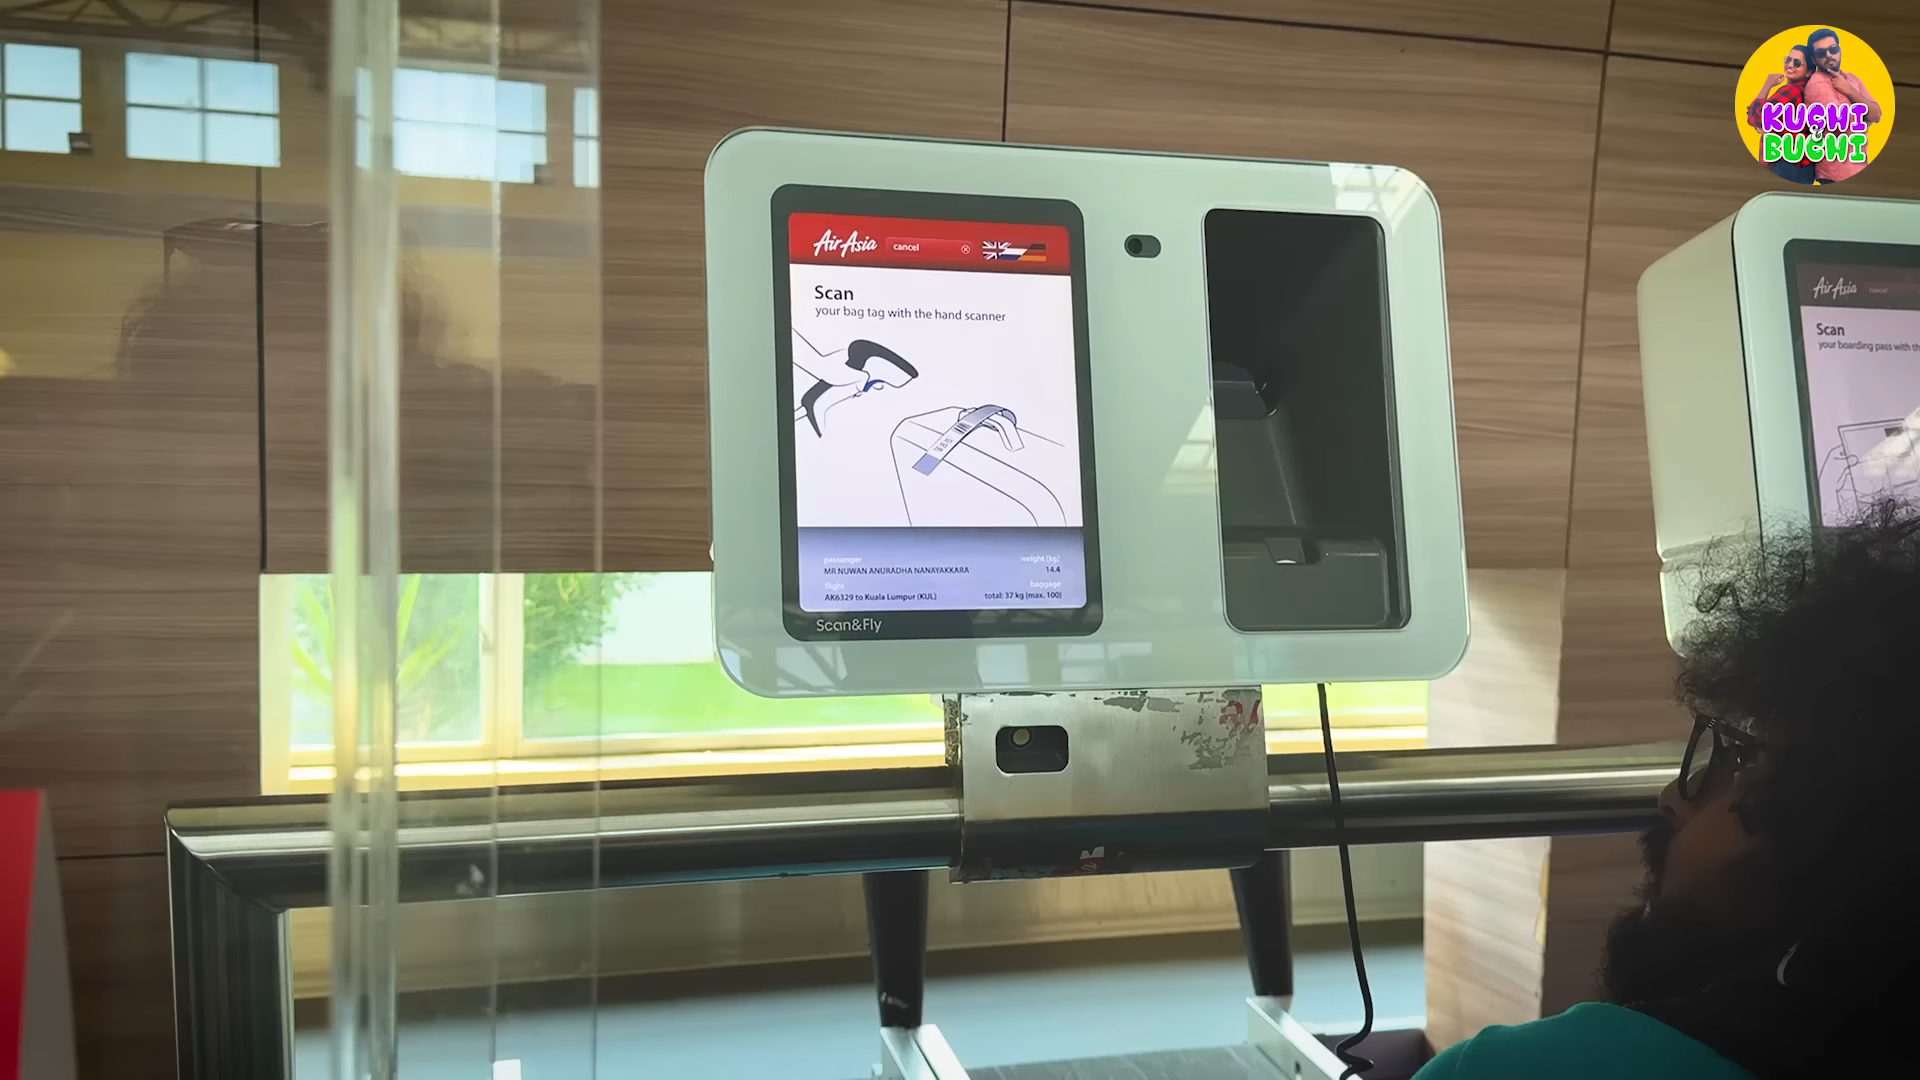 KUCHI
&
BUCHI
AirAsia
cancel
Scan
your bag tag with the hand scanner
passenger
weight [kg]
MR NUWAN ANURADHA NANAYAKKARA
14.4
flight
baggage
AK6329 to Kuala Lumpur (KUL)
total: 37 kg (max. 100)
Scan&Fly
AirAsia
cancel
Scan
your boarding pass with th